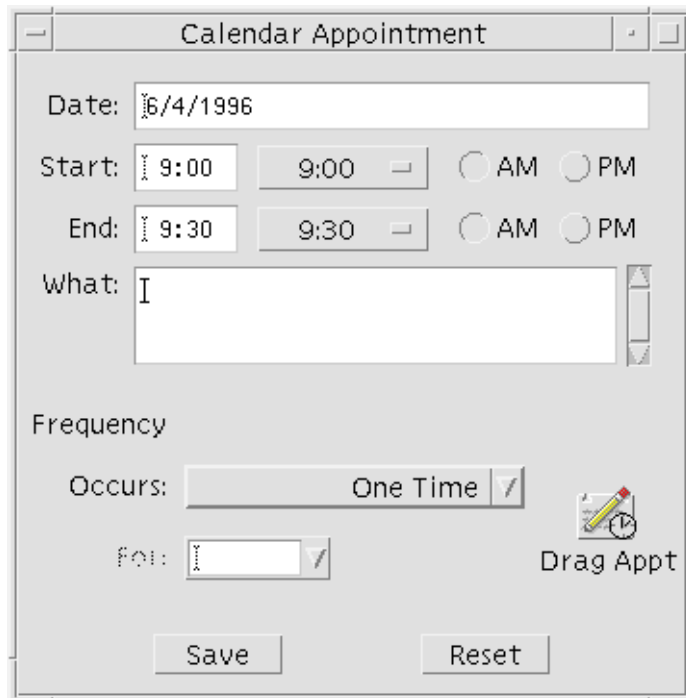 Calendar Appointment
Date: 6/4/1996
Start: 9:00 9:00 AM PM
End: 9:30 9:30 AM PM
What:
Frequency
Occurs: One Time
For:
Drag Appt
Save Reset